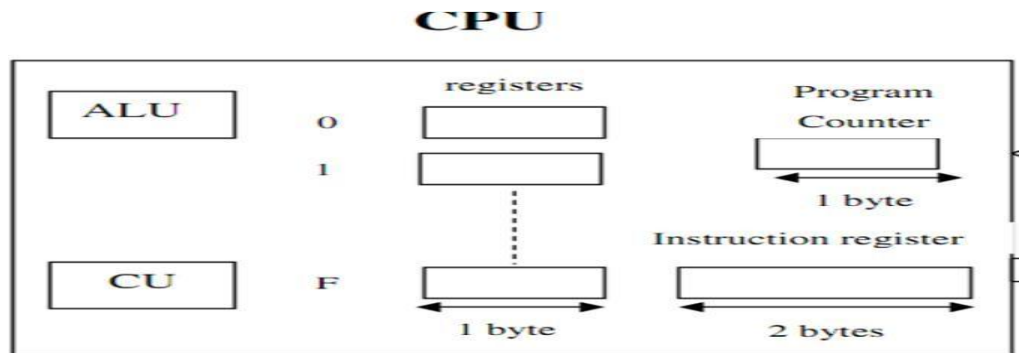 CPU
ALU
registers
0
1
Program
Counter
1 byte
Instruction register
CU
F
1 byte
2 bytes